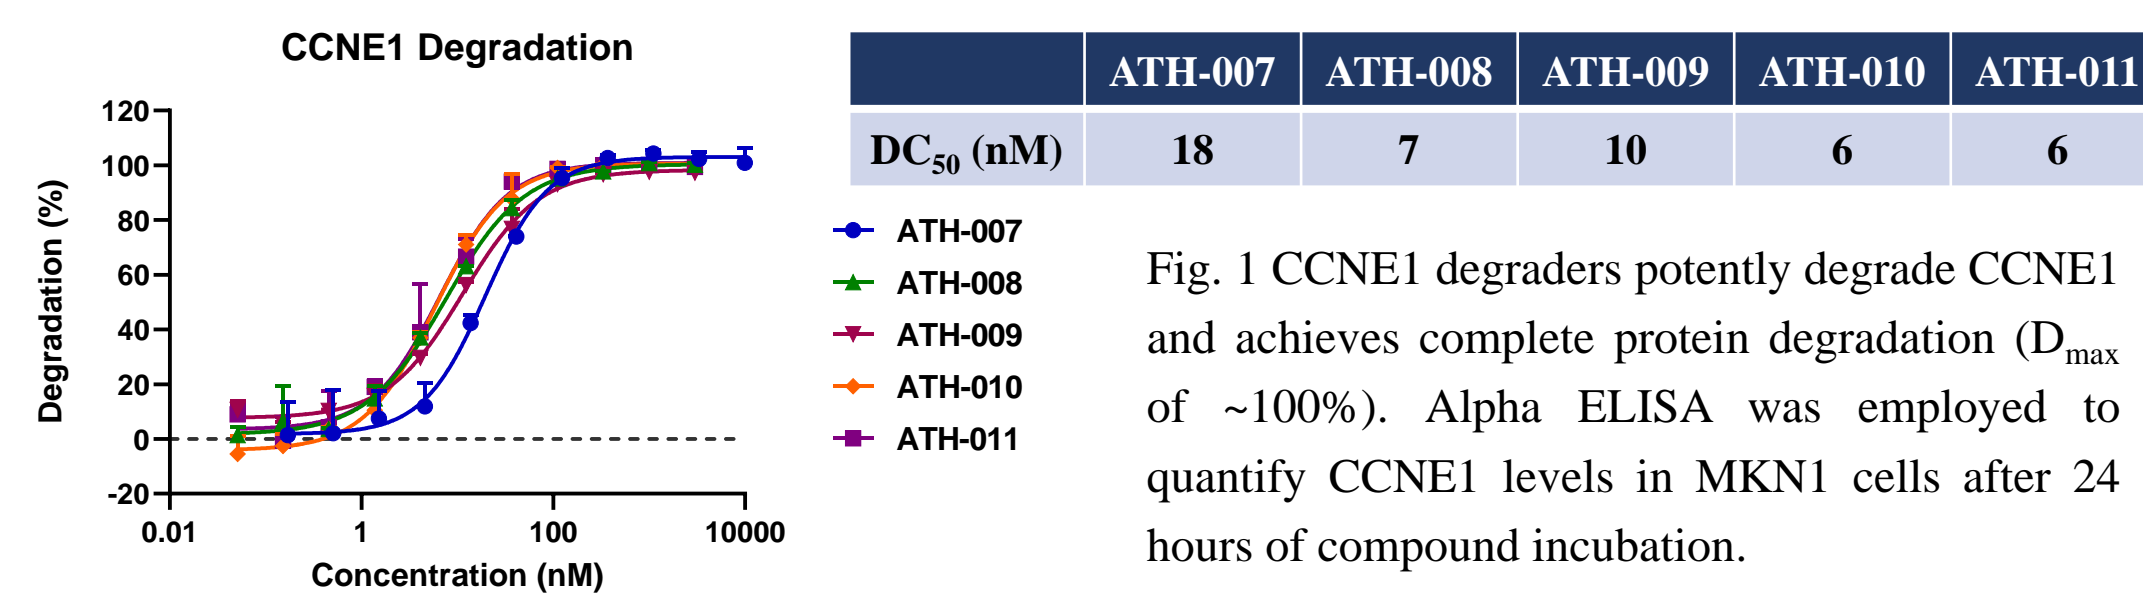 CCNE1 Degradation
120
100
80
60
40
20
0
-20
Degradation (%)
0.01 1 100 10000
Concentration (nM)
ATH-007 ATH-008 ATH-009 ATH-010 ATH-011
DC50 (nM) 18 7 10 6 6
ATH-007
ATH-008
ATH-009
ATH-010
ATH-011
Fig. 1 CCNE1 degraders potently degrade CCNE1
and achieves complete protein degradation (Dmax
of ~100%). Alpha ELISA was employed to
quantify CCNE1 levels in MKN1 cells after 24
hours of compound incubation.